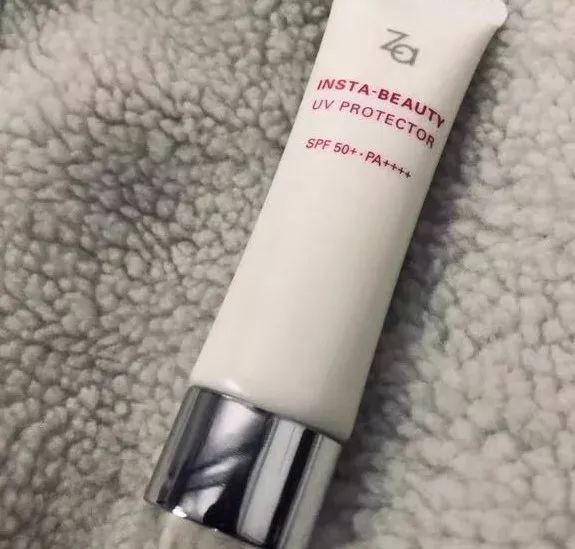 Za
INSTA-BEAUTY
UV PROTECTOR
SPF 50+·PA++++